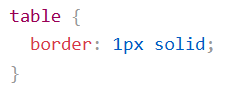 table {
  border: 1px solid;
}